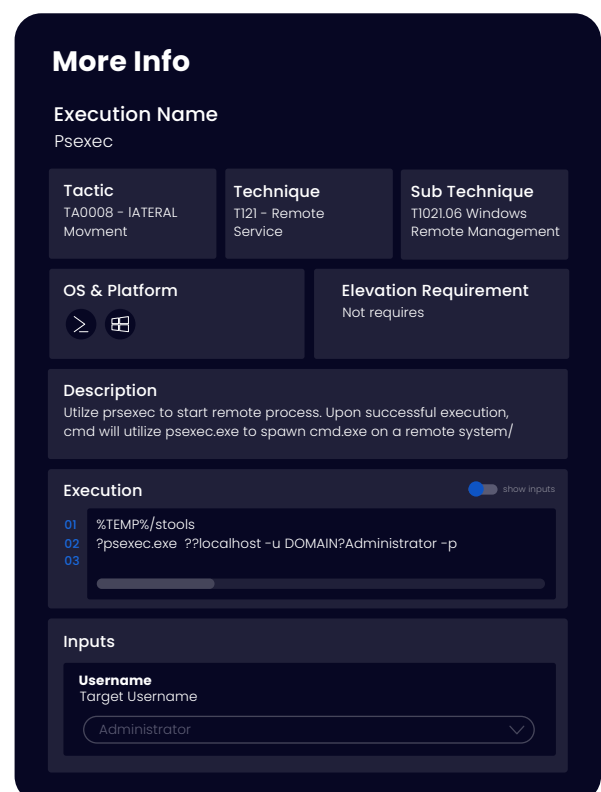 More Info
Execution Name
Psexec
Tactic
TA0008 - lATERAL
Movment
Technique
T121 - Remote
Service
Sub Technique
T1021.06 Windows
Remote Management
OS & Platform
Elevation Requirement
Not requires
Description
Utilze prsexec to start remote process. Upon successful execution,
cmd will utilize psexec.exe to spawn cmd.exe on a remote system/
Execution
show inputs
01 %TEMP%/stools
02 ?psexec.exe ??localhost -u DOMAIN?Administrator -p
03
Inputs
Username
Target Username
Administrator